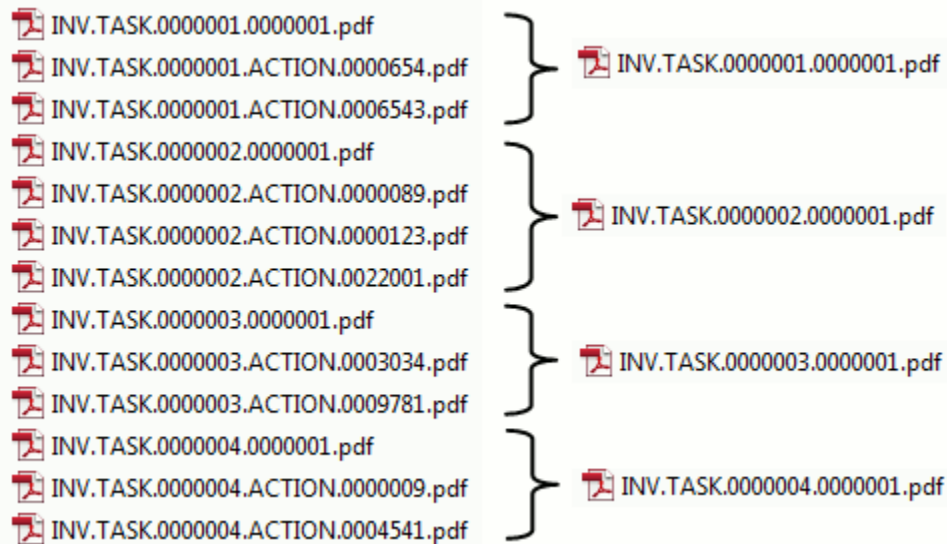 INV.TASK.0000001.0000001.pdf
INV.TASK.0000001.ACTION.0000654.pdf
INV.TASK.0000001.ACTION.0006543.pdf
INV.TASK.0000002.0000001.pdf
INV.TASK.0000002.ACTION.0000089.pdf
INV.TASK.0000002.ACTION.0000123.pdf
INV.TASK.0000002.ACTION.0022001.pdf
INV.TASK.0000003.0000001.pdf
INV.TASK.0000003.ACTION.0003034.pdf
INV.TASK.0000003.ACTION.0009781.pdf
INV.TASK.0000004.0000001.pdf
INV.TASK.0000004.ACTION.0000009.pdf
INV.TASK.0000004.ACTION.0004541.pdf
INV.TASK.0000001.0000001.pdf
INV.TASK.0000002.0000001.pdf
INV.TASK.0000003.0000001.pdf
INV.TASK.0000004.0000001.pdf